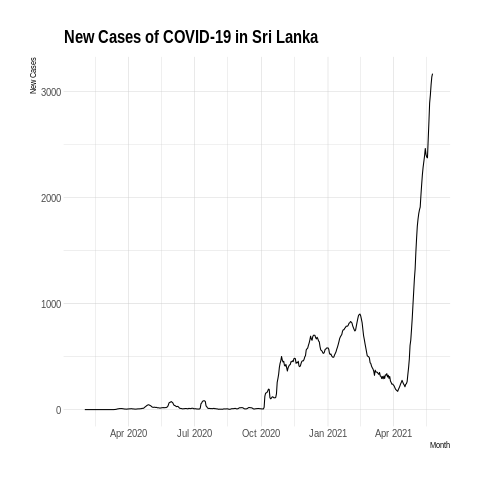 New Cases of COVID-19 in Sri Lanka
New Cases
3000
2000
1000
0
Apr 2020 Jul 2020 Oct 2020 Jan 2021 Apr 2021
Month